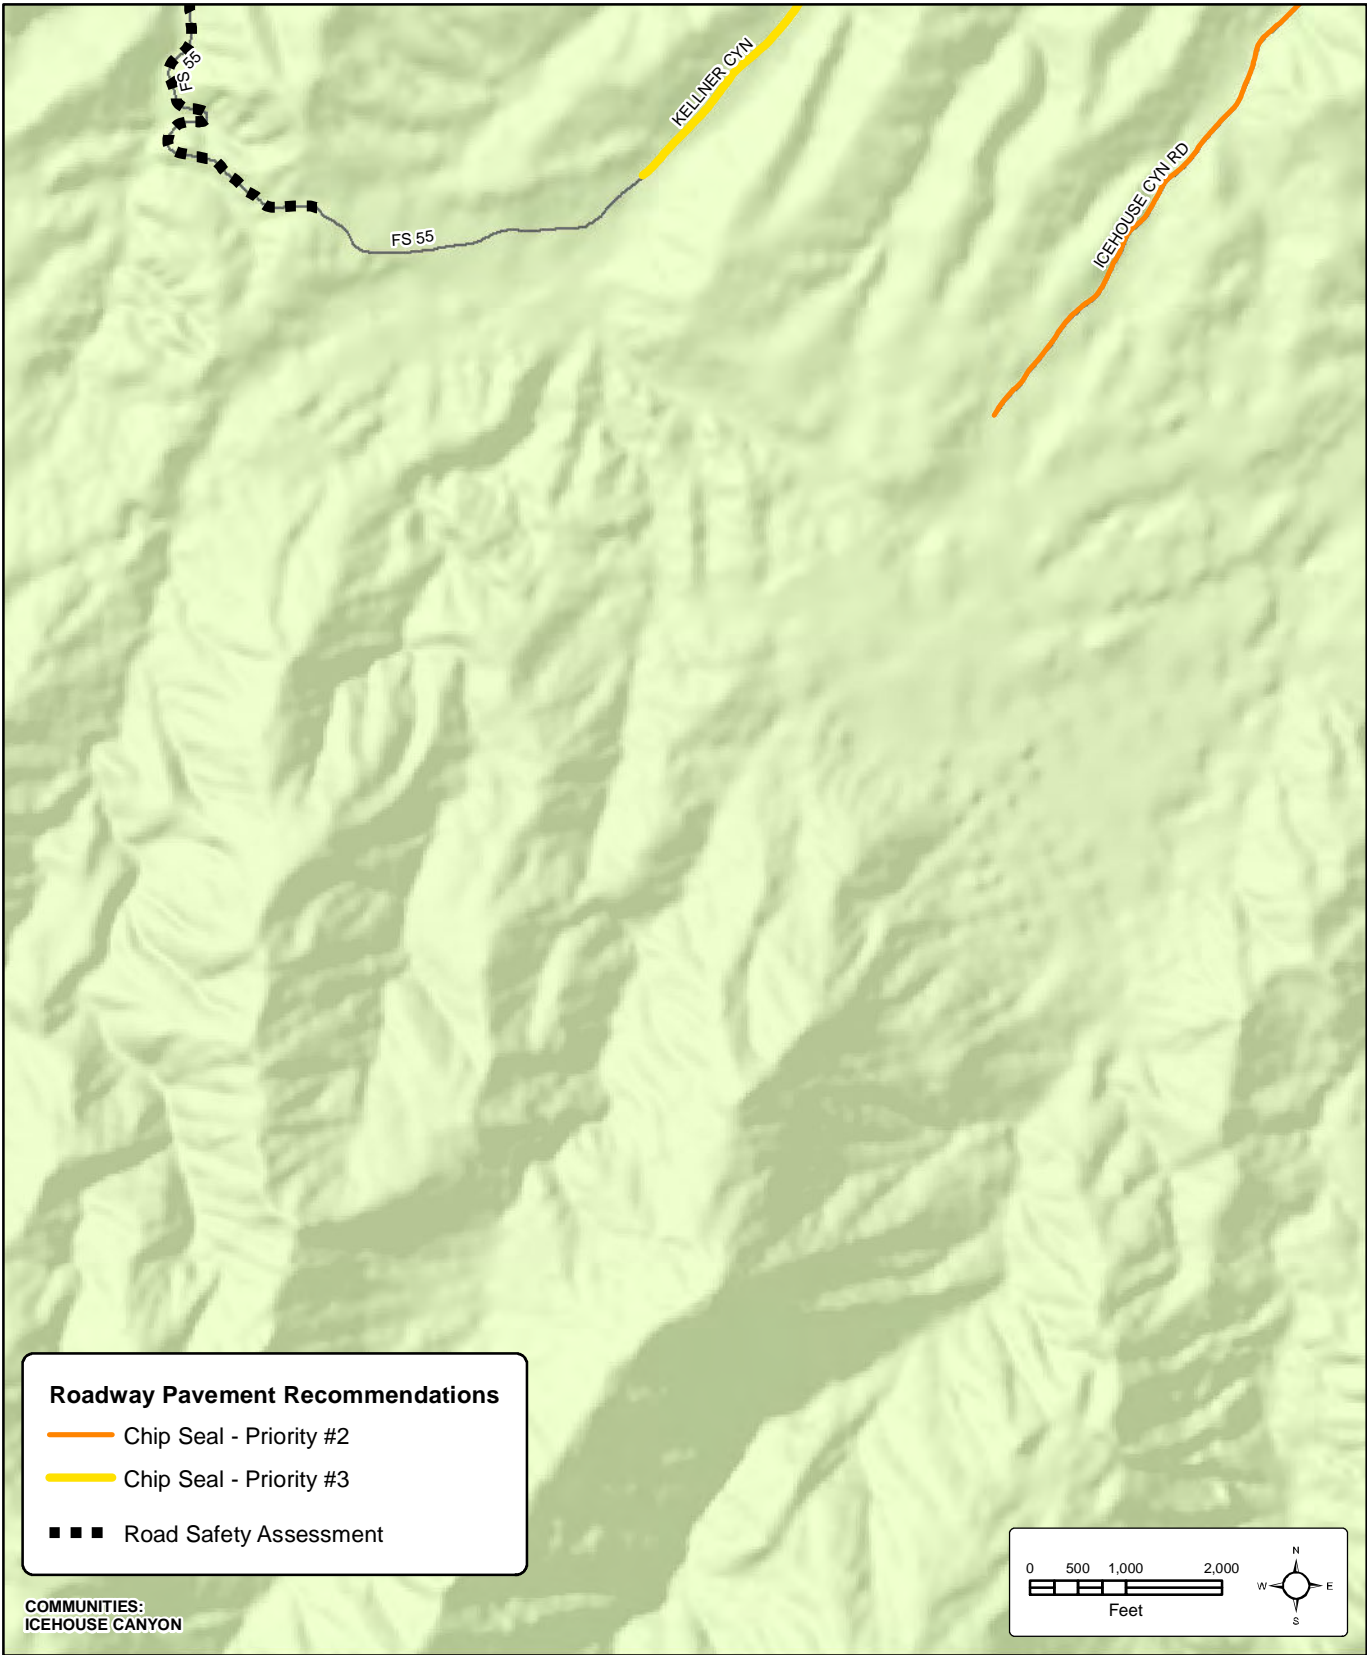 FS 55
KELLNER CYN
ICEHOUSE CYN RD
FS 55
Roadway Pavement Recommendations
Chip Seal - Priority #2
Chip Seal - Priority #3
Road Safety Assessment
COMMUNITIES:
ICEHOUSE CANYON
0 500 1,000 2,000
Feet
N
W E
S